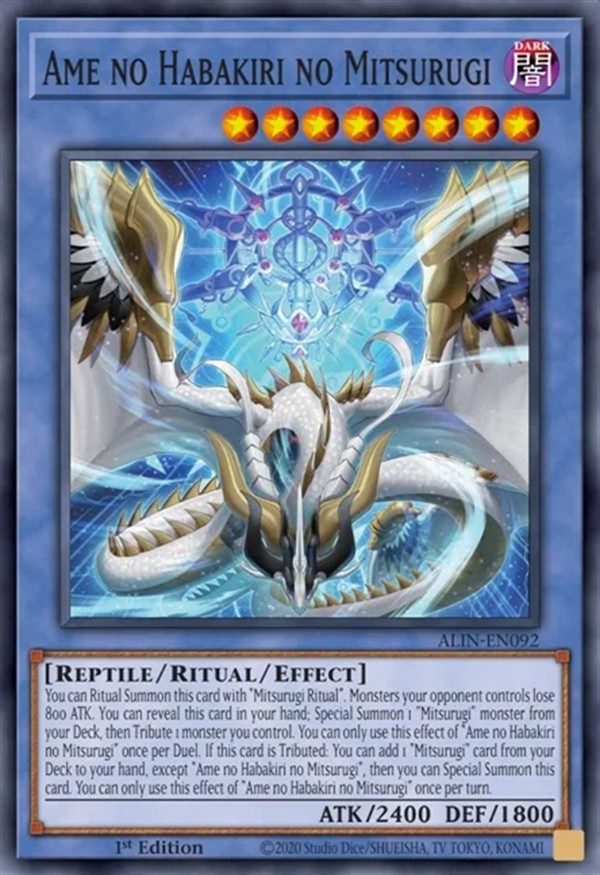 AME NO HABAKIRI NO MITSURUGI
DARK
闇
ALIN-EN092
[REPTILE/RITUAL/EFFECT]
You can Ritual Summon this card with "Mitsurugi Ritual". Monsters your opponent controls lose
800 ATK. You can reveal this card in your hand; Special Summon 1 "Mitsurugi" monster from
your Deck, then Tribute 1 monster you control. You can only use this effect of "Ame no Habakiri
no Mitsurugi" once per Duel. If this card is Tributed: You can add 1 "Mitsurugi" card from your
Deck to your hand, except "Ame no Habakiri no Mitsurugi", then you can Special Summon this
card. You can only use this effect of "Ame no Habakiri no Mitsurugi" once per turn.
ATK/2400 DEF/1800
1st Edition
©2020 Studio Dice/SHUEISHA, TV TOKYO, KONAMI